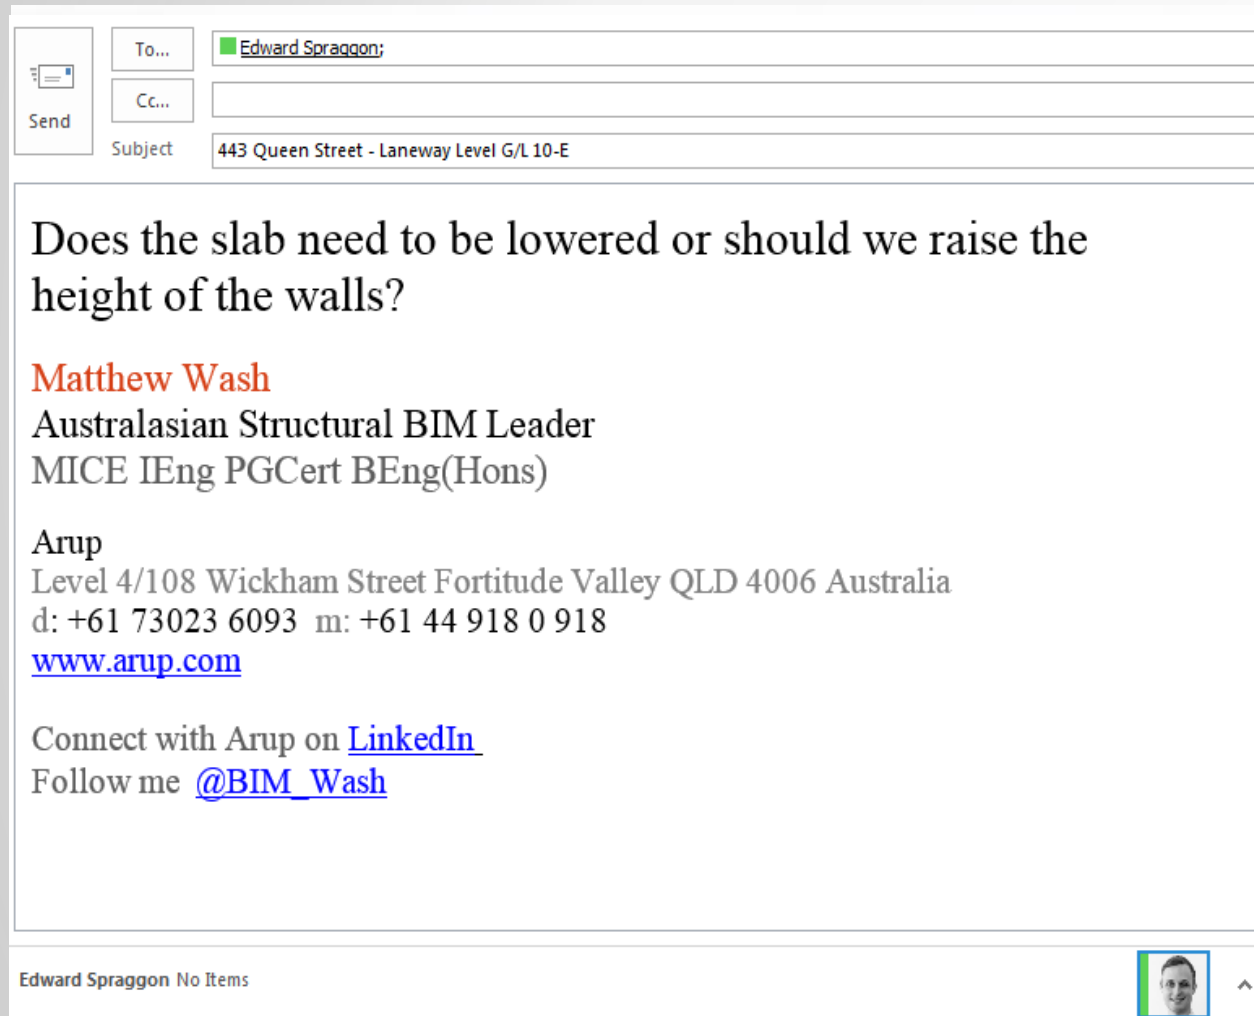 To...
Edward Spraggon;
Cc...
Send
Subject
443 Queen Street - Laneway Level G/L 10-E
Does the slab need to be lowered or should we raise the
height of the walls?
Matthew Wash
Australasian Structural BIM Leader
MICE IEng PGCert BEng(Hons)
Arup
Level 4/108 Wickham Street Fortitude Valley QLD 4006 Australia
d: +61 73023 6093  m: +61 44 918 0 918
www.arup.com
Connect with Arup on LinkedIn
Follow me @BIM_Wash
Edward Spraggon No Items